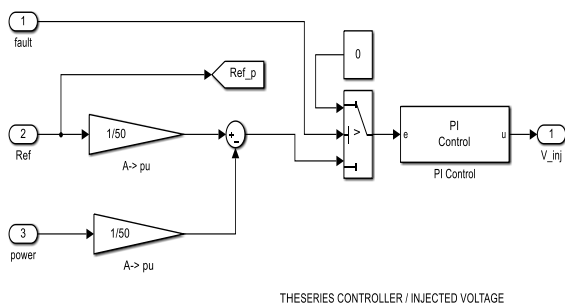 1
fault
Ref_p
0
2
Ref
1/50
A-> pu
+
-
>
e
PI
Control
u
PI Control
1
V_inj
3
power
1/50
A-> pu
THESERIES CONTROLLER / INJECTED VOLTAGE